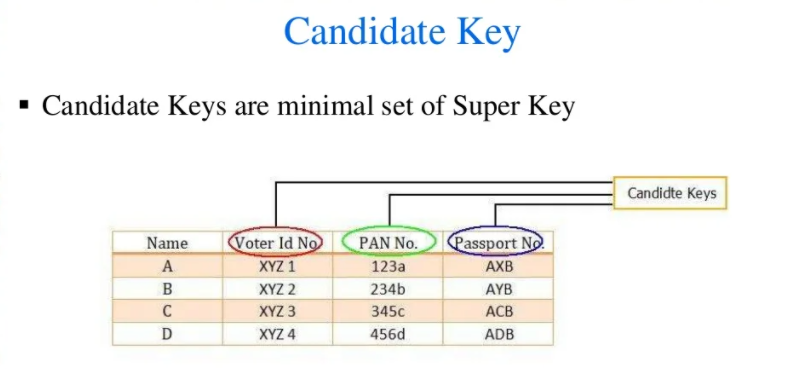 Candidate Key
▪ Candidate Keys are minimal set of Super Key
Candidte Keys
Name Voter Id No PAN No. Passport No.
A XYZ 1 123a AXB
B XYZ 2 234b AYB
C XYZ 3 345c ACB
D XYZ 4 456d ADB